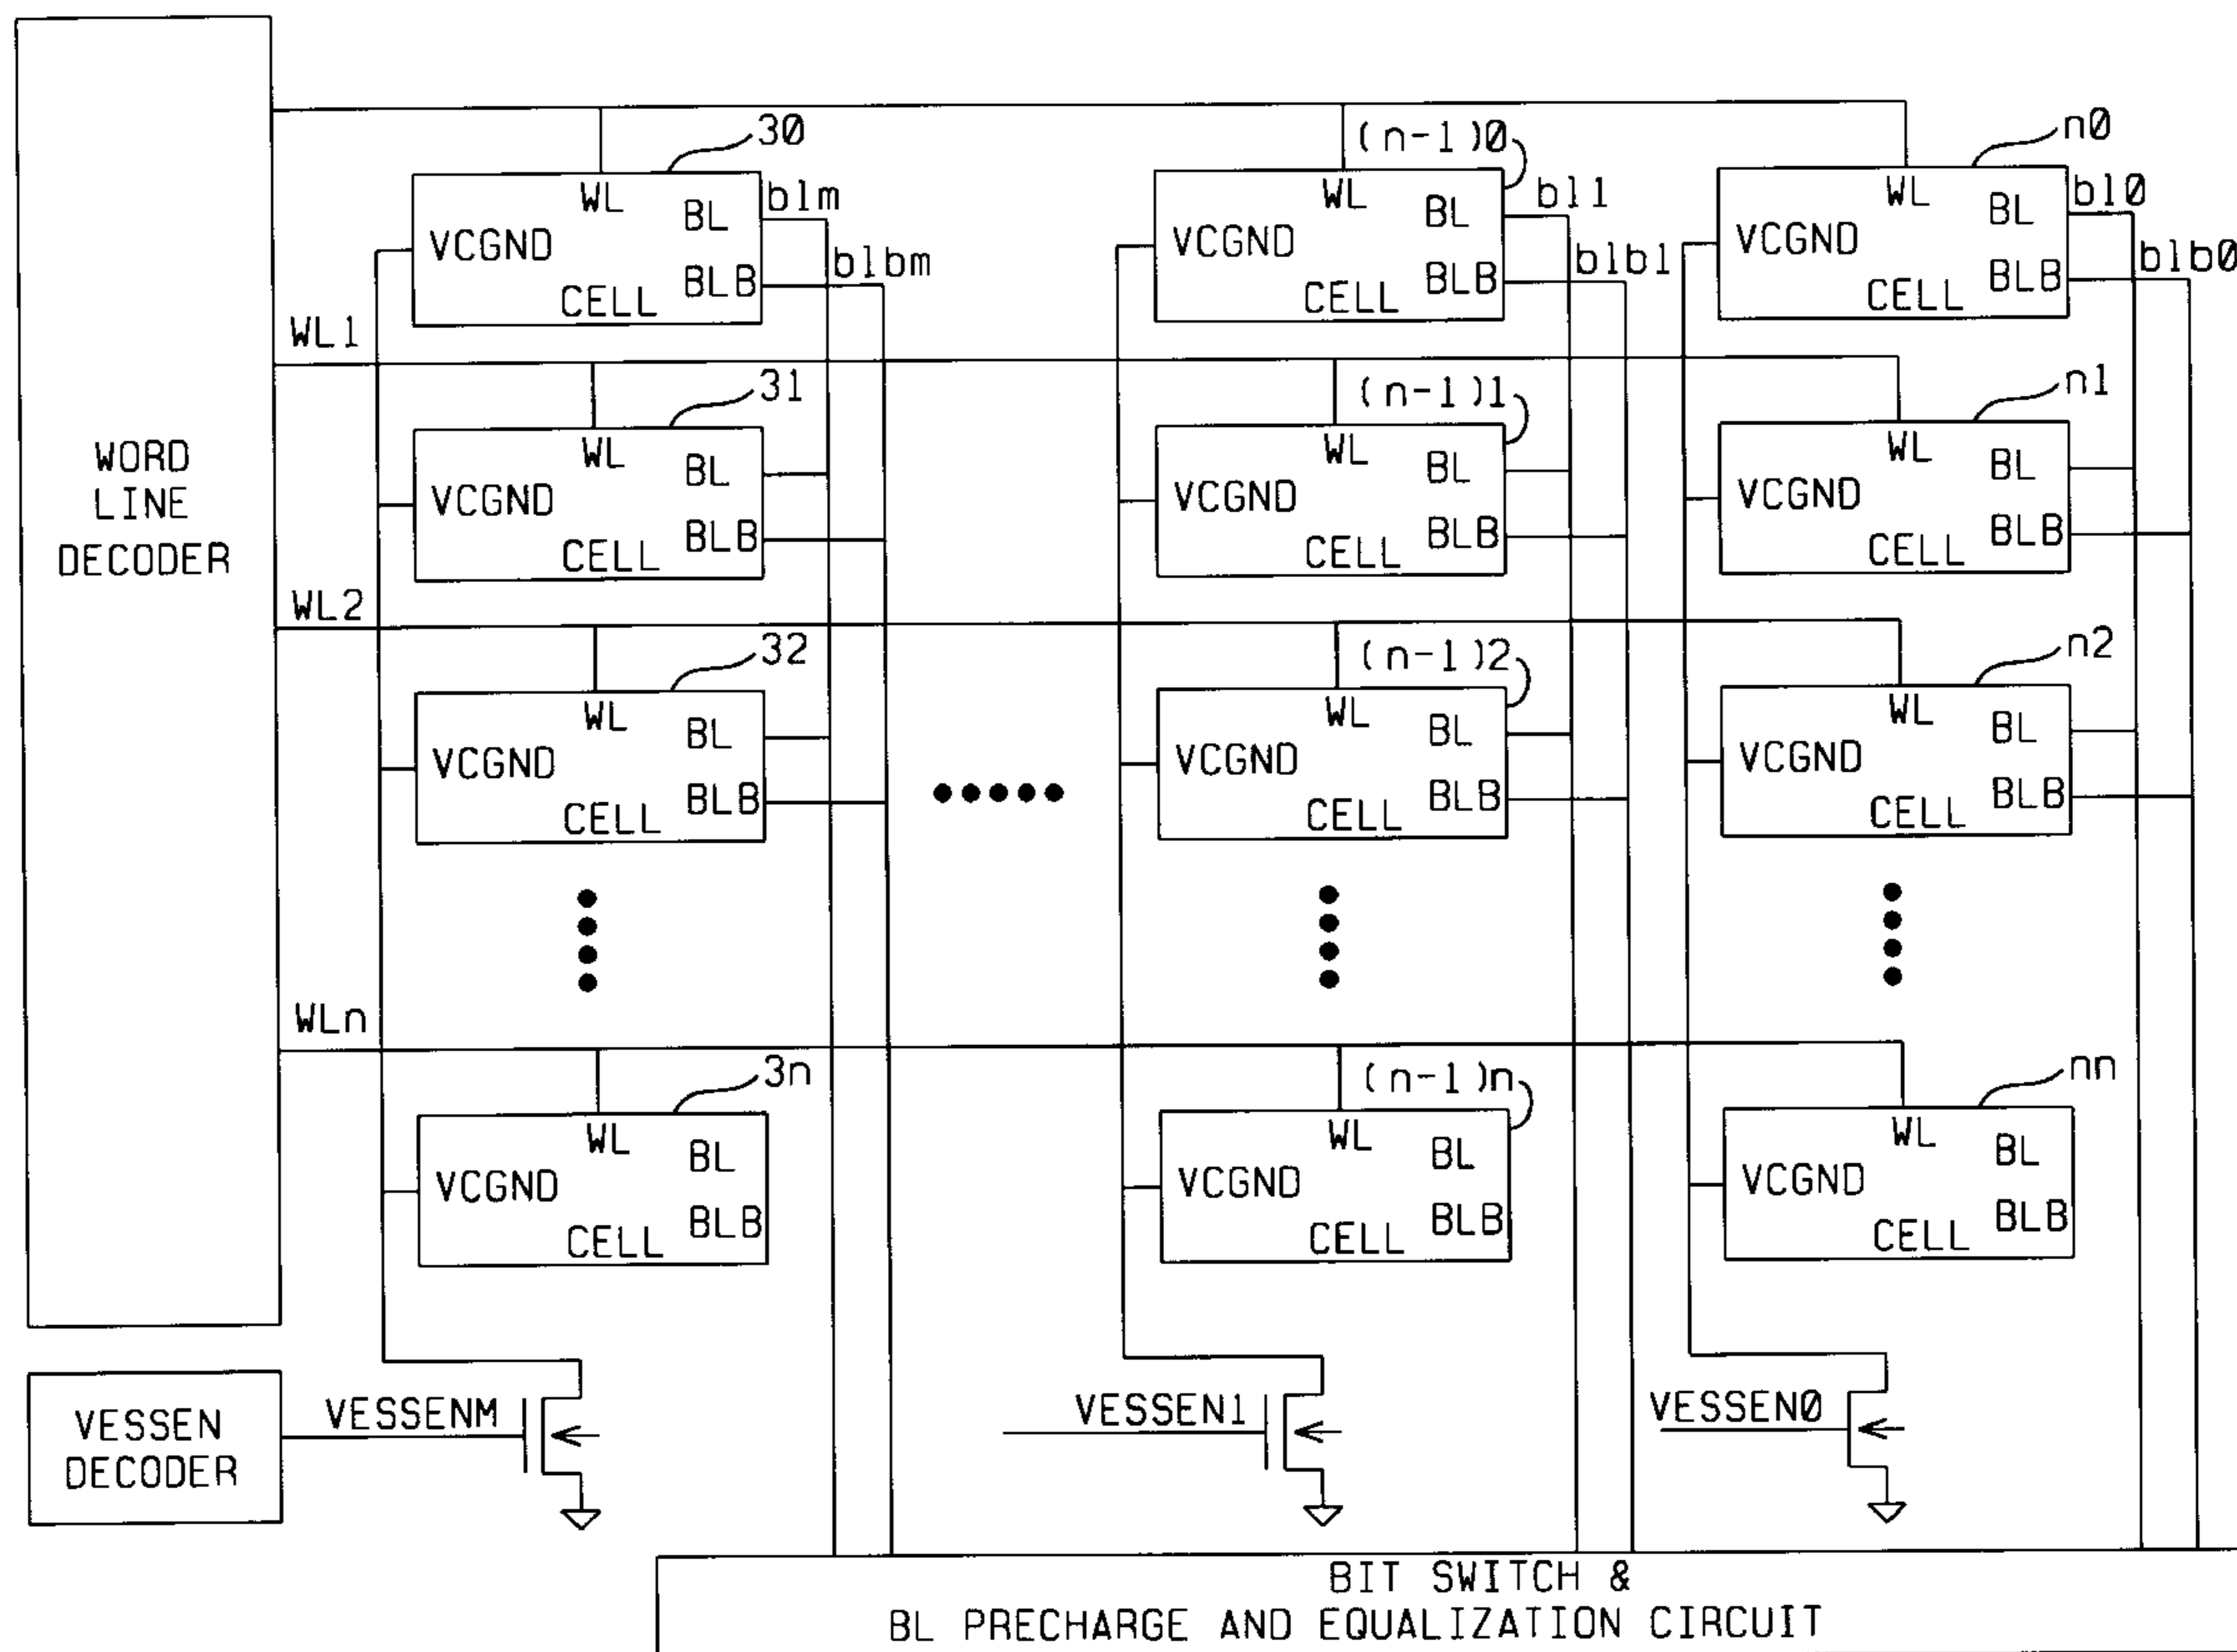 WORD
LINE
DECODER
30
(n-1)0
n0
WL
BL
VCGND
BLB
CELL
blm
blbm
WL
BL
VCGND
BLB
CELL
bl1
blb1
WL
BL
VCGND
BLB
CELL
bl0
blb0
WL1
31
(n-1)1
n1
WL
BL
VCGND
BLB
CELL
WL
BL
VCGND
BLB
CELL
WL
BL
VCGND
BLB
CELL
WL2
32
(n-1)2
n2
WL
BL
VCGND
BLB
CELL
WL
BL
VCGND
BLB
CELL
WL
BL
VCGND
BLB
CELL
WLn
3n
(n-1)n
nn
WL
BL
VCGND
BLB
CELL
WL
BL
VCGND
BLB
CELL
WL
BL
VCGND
BLB
CELL
VESSEN
DECODER
VESSENM
VESSEN1
VESSEN0
BIT SWITCH &
BL PRECHARGE AND EQUALIZATION CIRCUIT